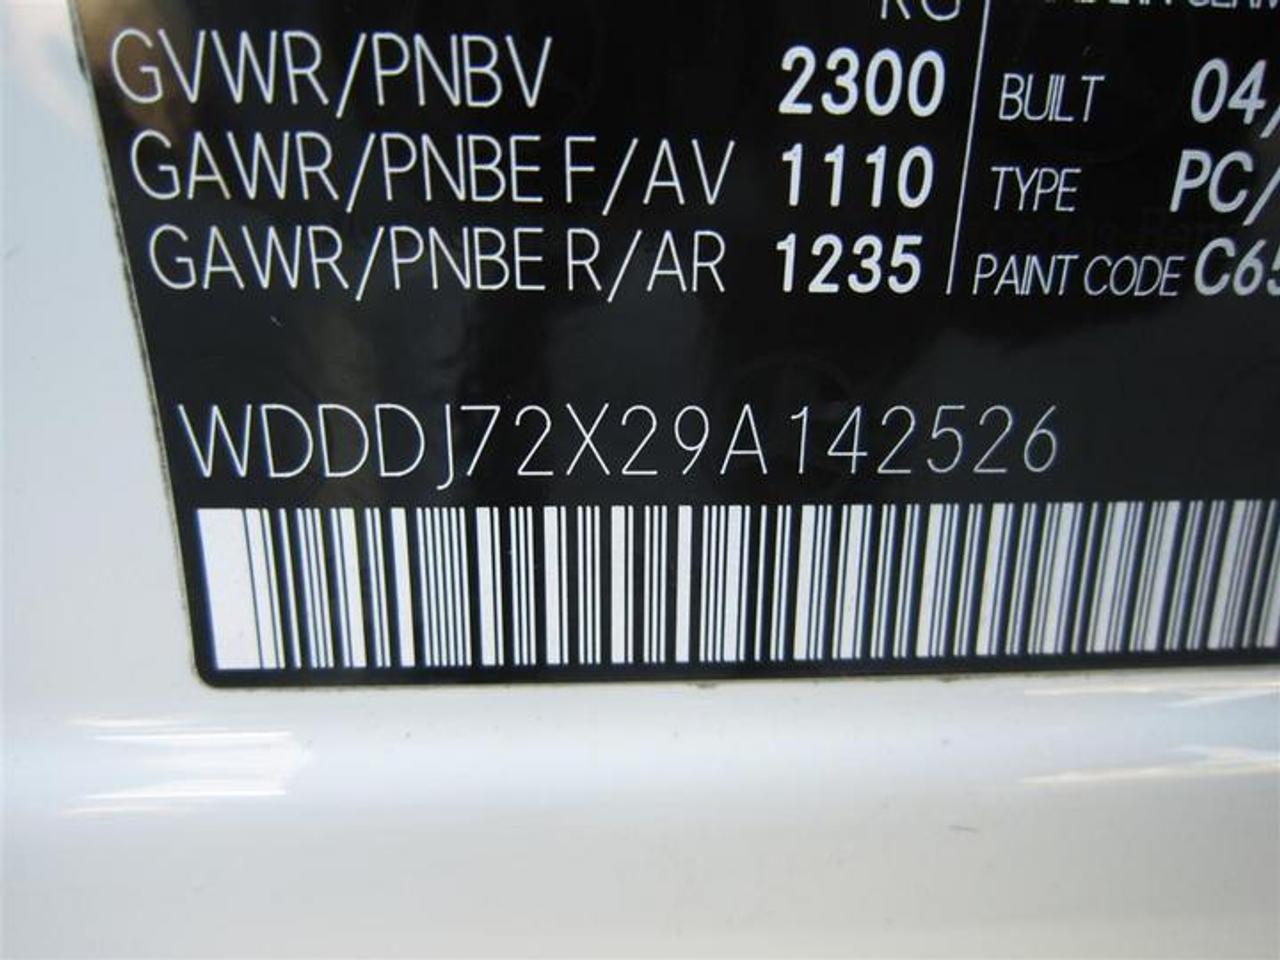 KG
GVWR/PNBV 2300 BUILT 04/
GAWR/PNBE F/AV 1110 TYPE PC/
GAWR/PNBE R/AR 1235 PAINT CODE C65
WDDDJ72X29A142526